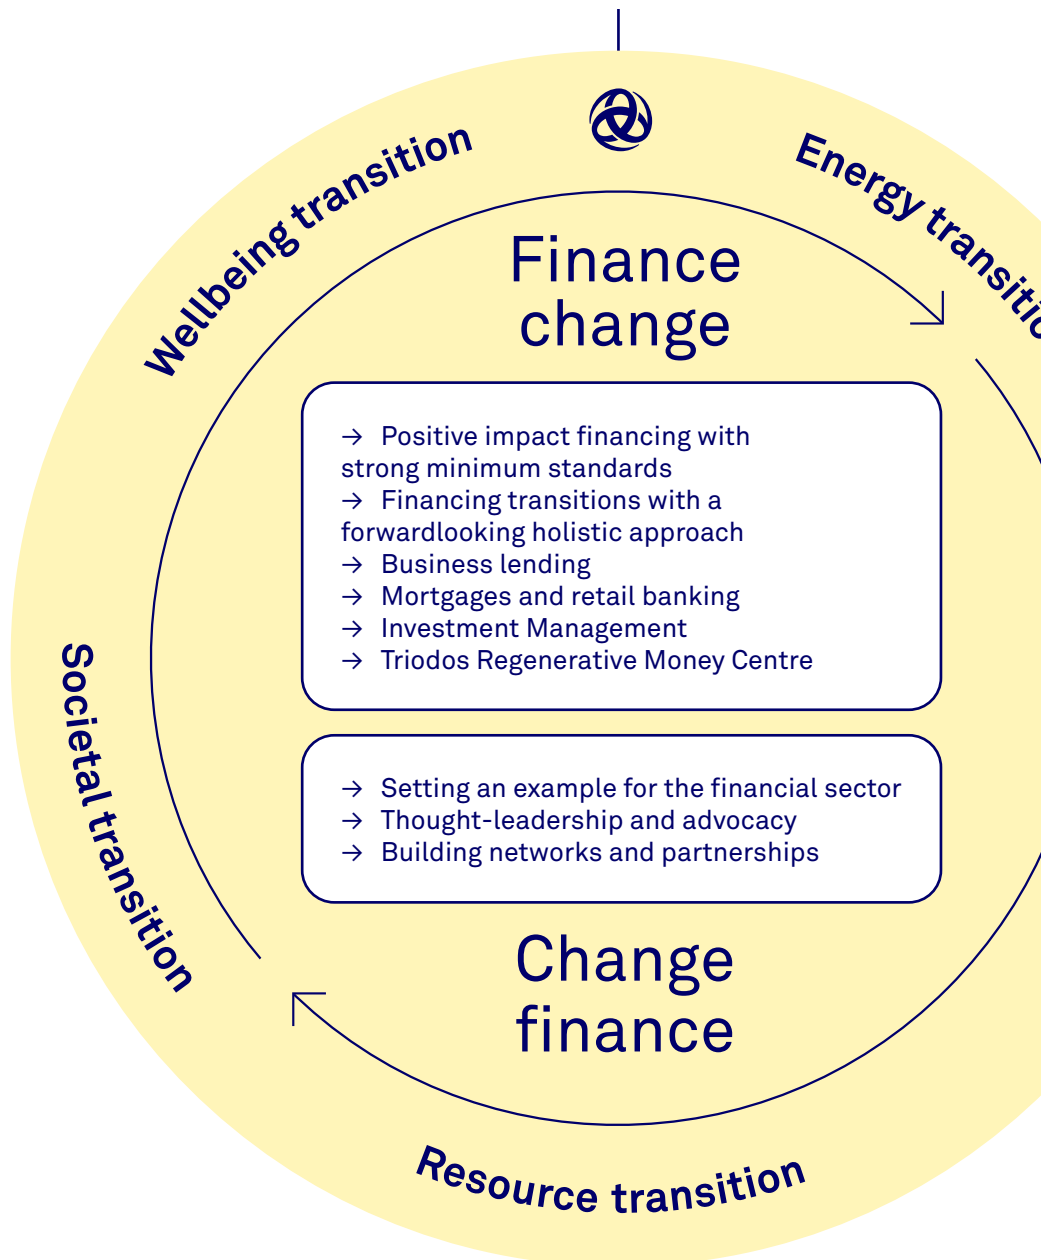 Wellbeing transition
Energy transitio
Finance
change
→ Positive impact financing with
strong minimum standards
→ Financing transitions with a
forwardlooking holistic approach
→ Business lending
→ Mortgages and retail banking
→ Investment Management
→ Triodos Regenerative Money Centre
→ Setting an example for the financial sector
→ Thought-leadership and advocacy
→ Building networks and partnerships
Societal transition
Change
finance
Resource transition